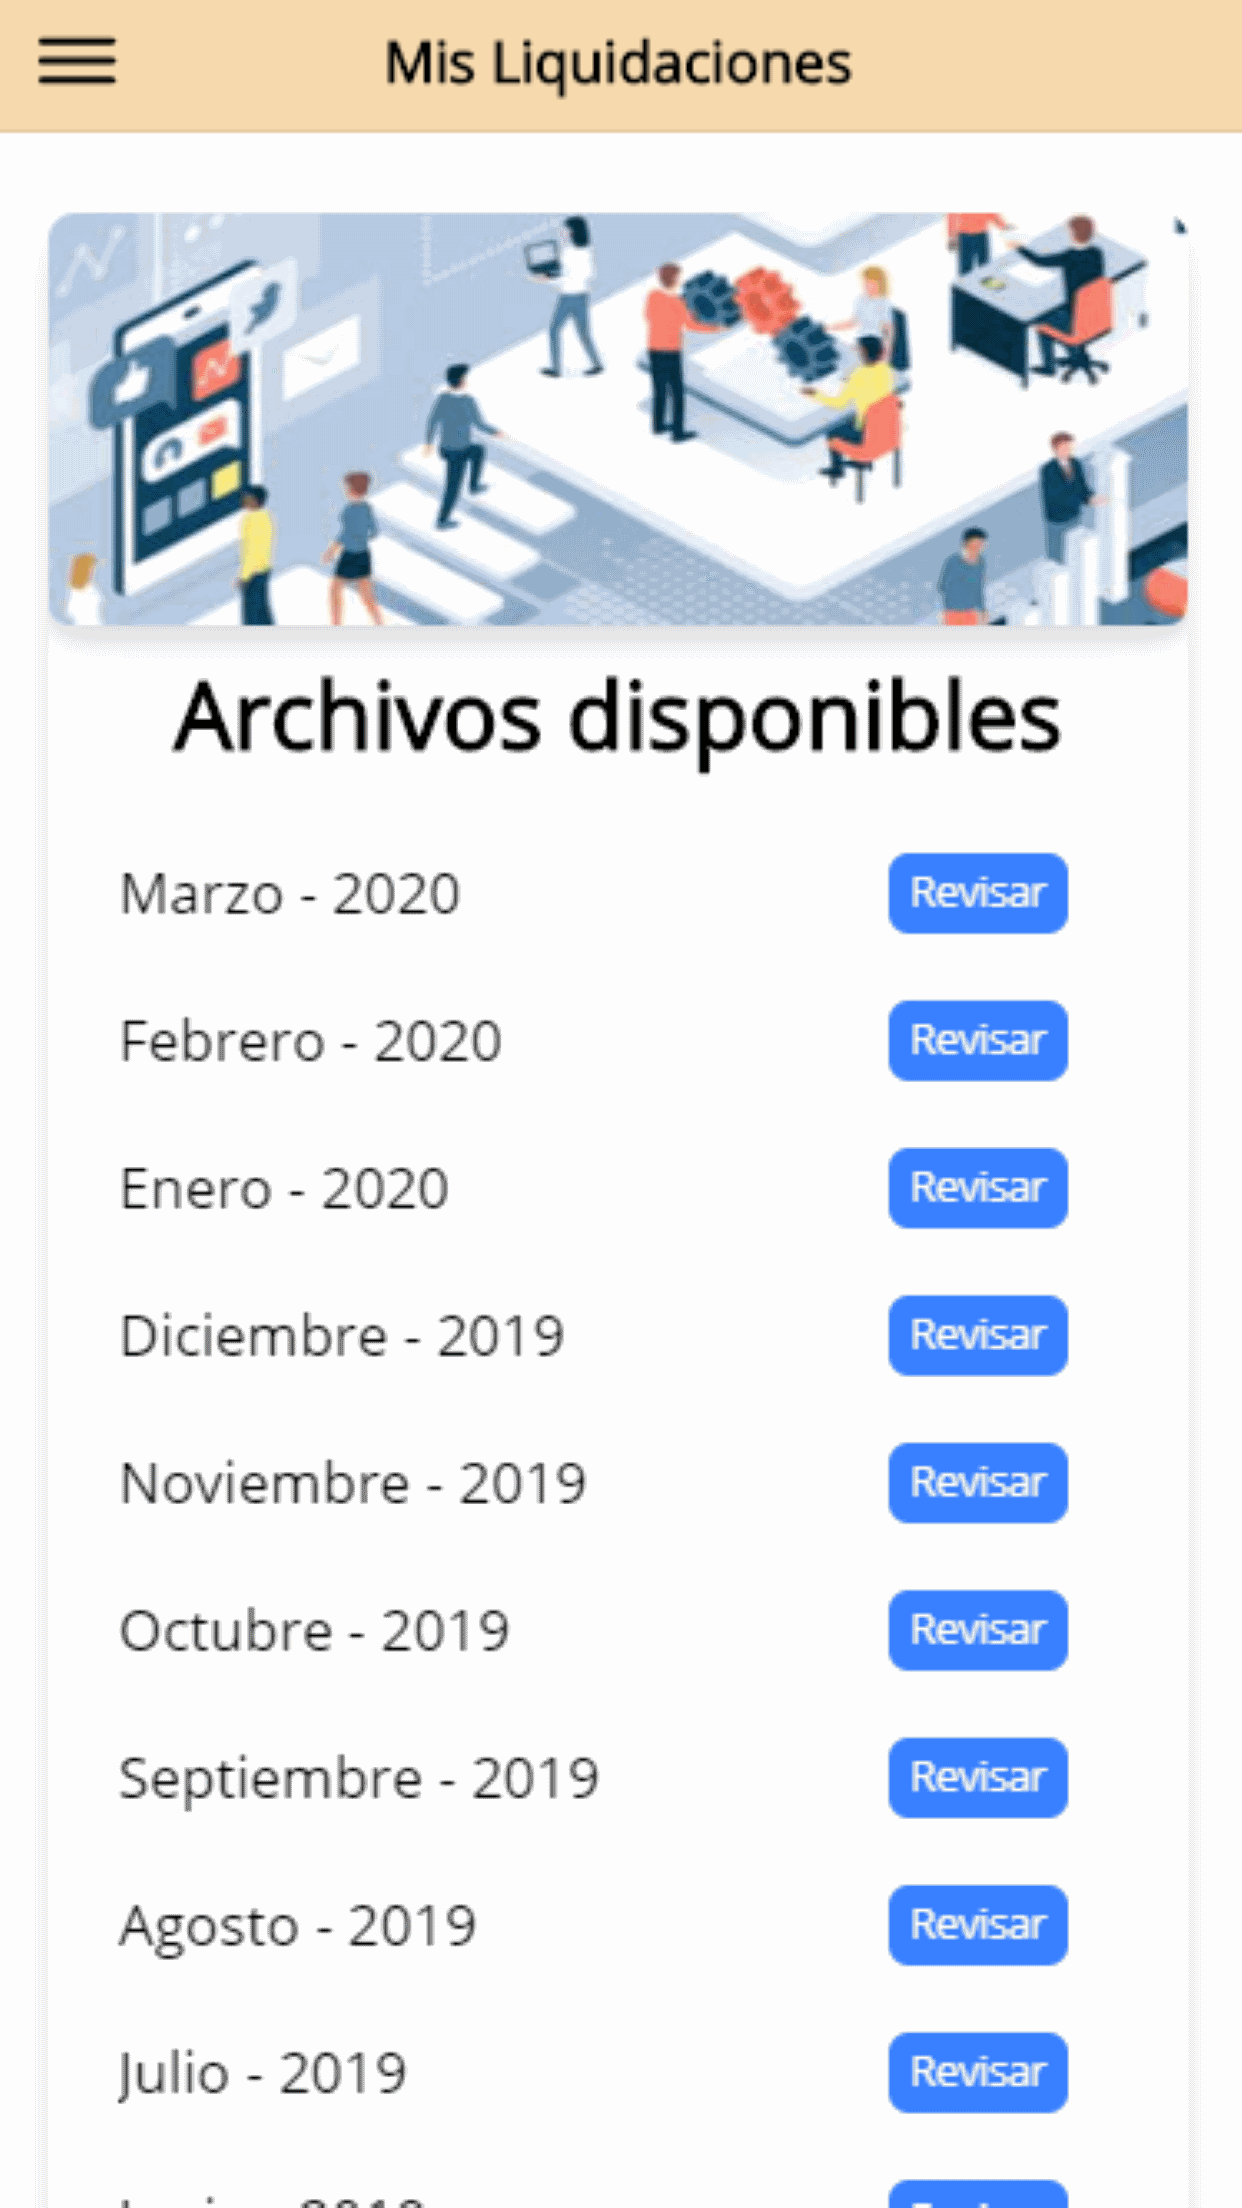 Mis Liquidaciones
Archivos disponibles
Marzo - 2020 Revisar
Febrero - 2020 Revisar
Enero - 2020 Revisar
Diciembre - 2019 Revisar
Noviembre - 2019 Revisar
Octubre - 2019 Revisar
Septiembre - 2019 Revisar
Agosto - 2019 Revisar
Julio - 2019 Revisar